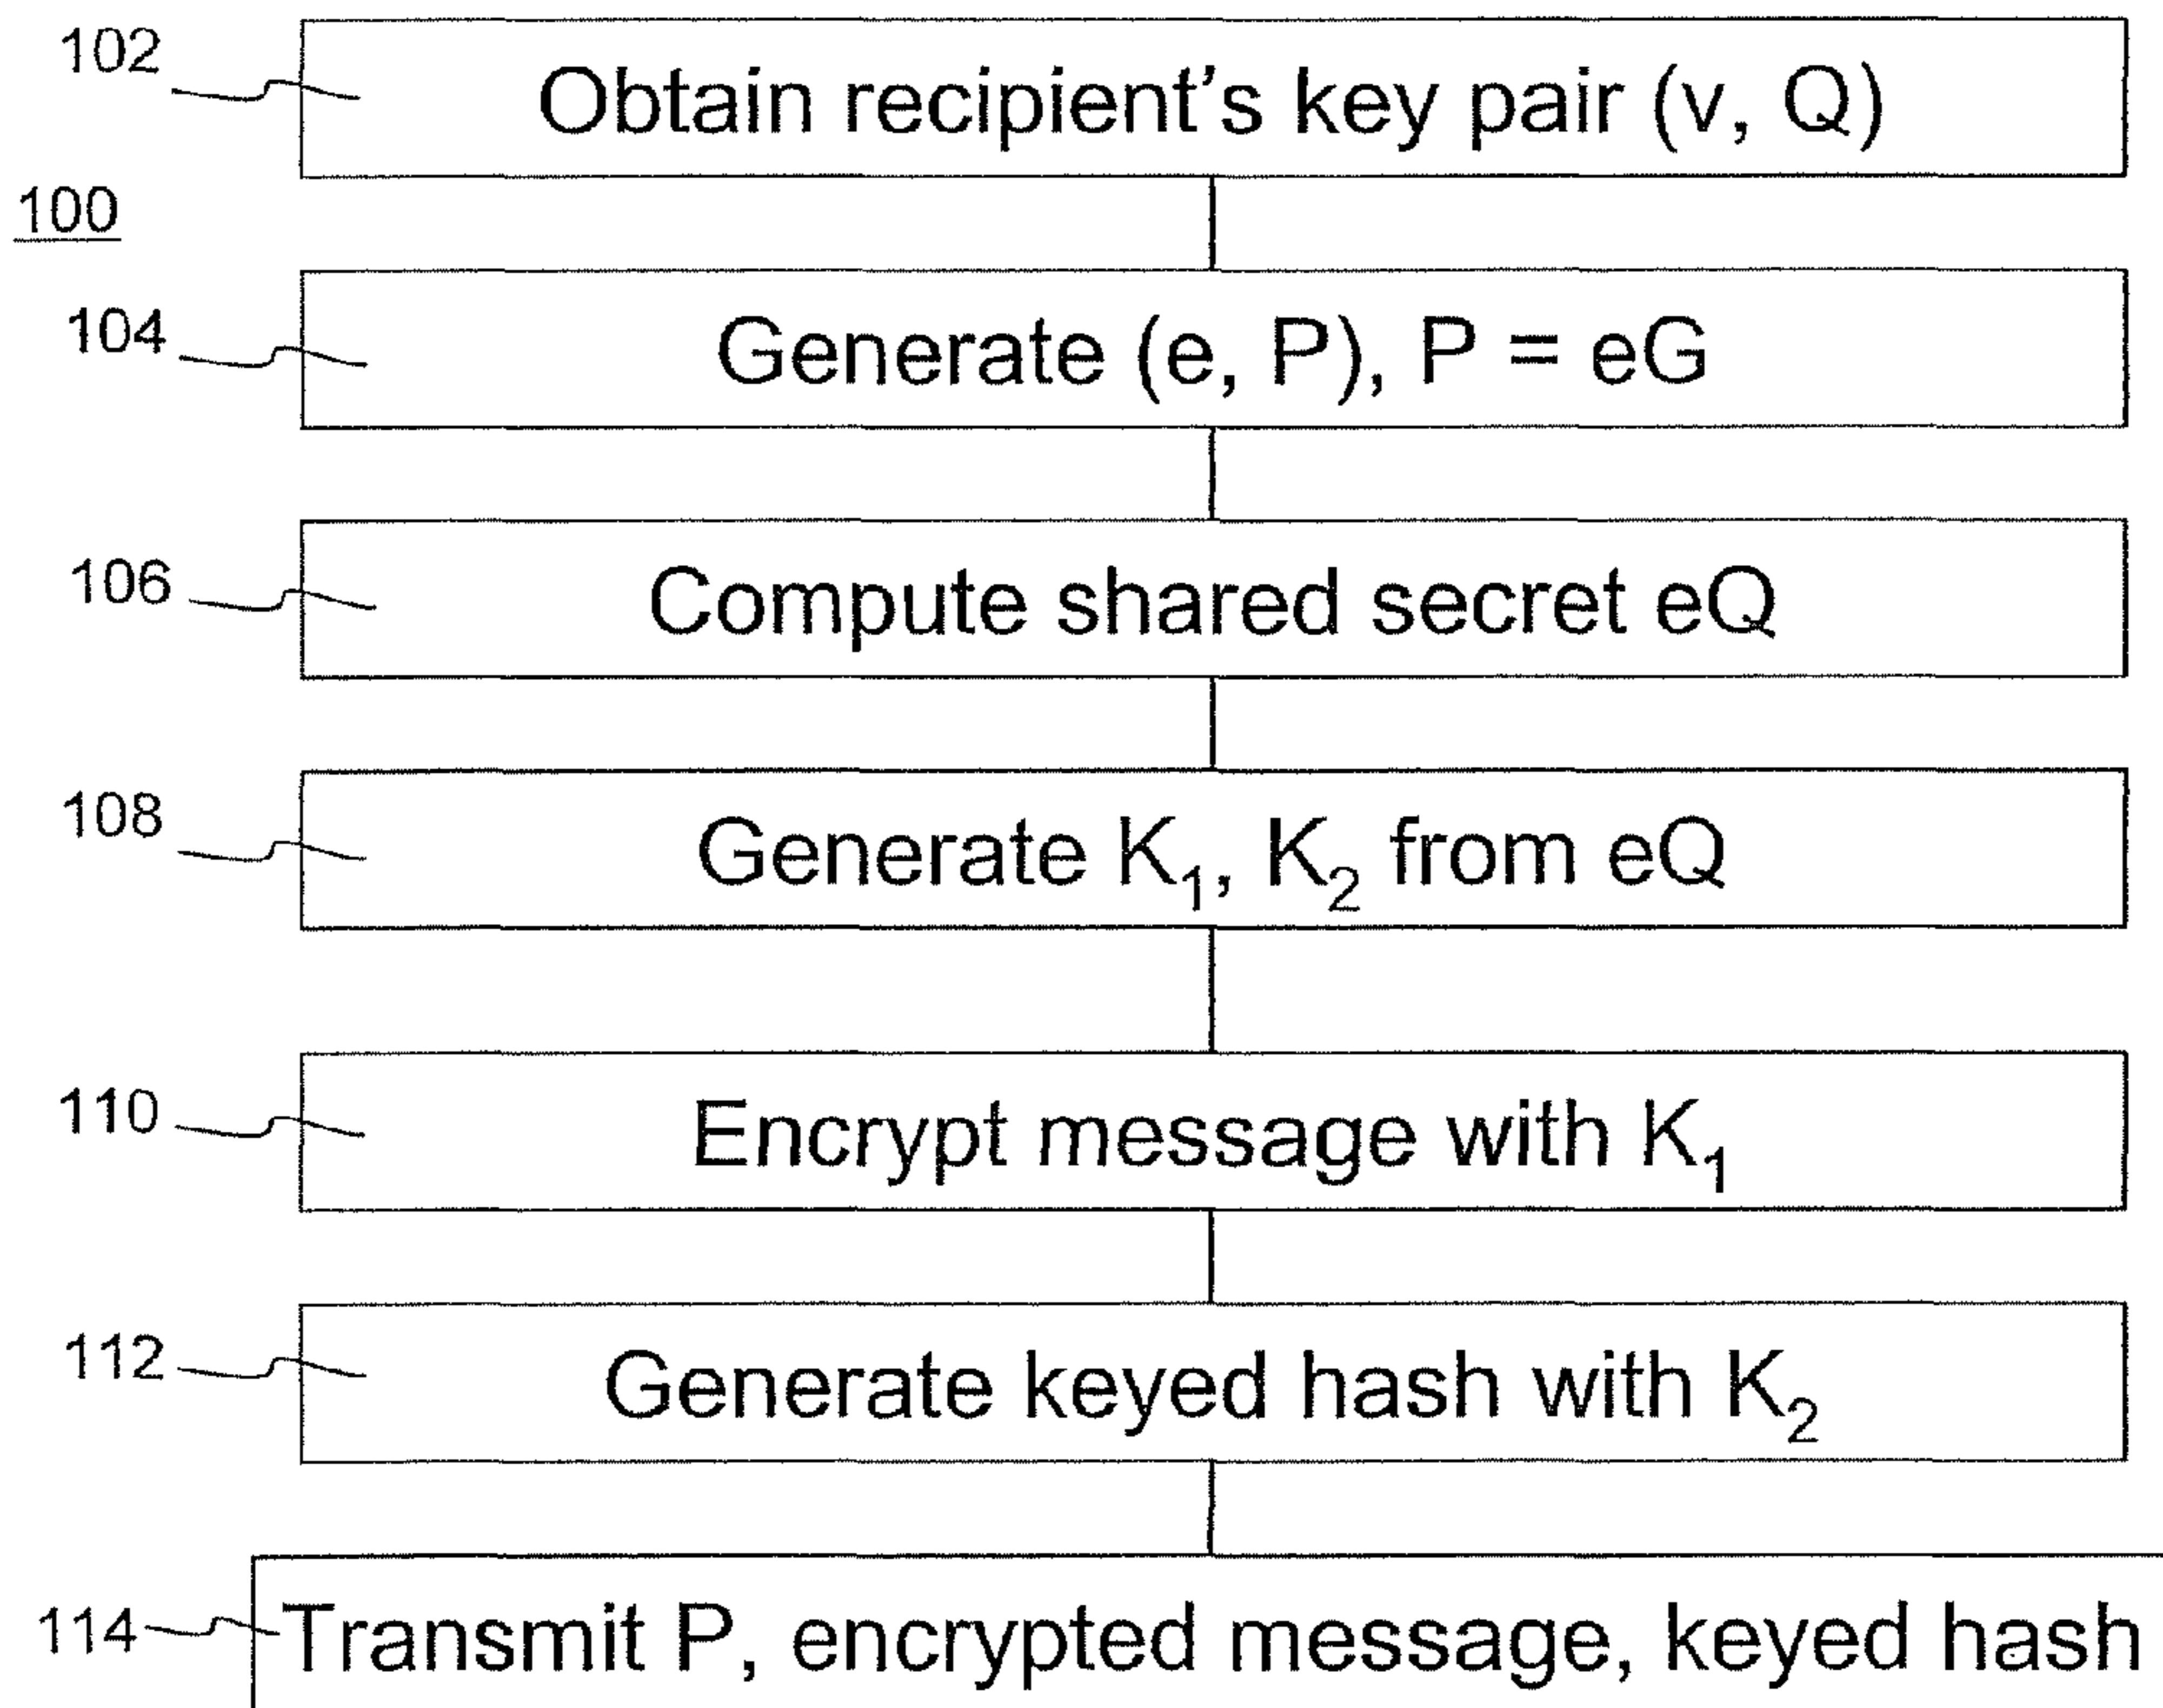 102
Obtain recipient's key pair (v, Q)
100
104
Generate (e, P), P = eG
106
Compute shared secret eQ
108
Generate K₁, K₂ from eQ
110
Encrypt message with K₁
112
Generate keyed hash with K₂
114
Transmit P, encrypted message, keyed hash